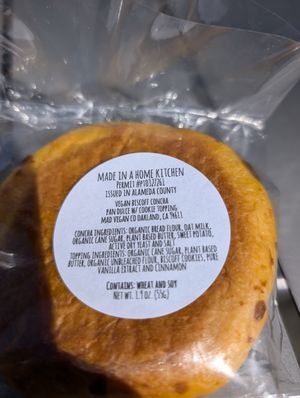 MADE IN A HOME KITCHEN
PERMIT #PT0127261
ISSUED IN ALAMEDA COUNTY
VEGAN BISCOFF CONCHA
PAN DULCE W/ COOKIE TOPPING
MAD VEGAN CO OAKLAND, CA 94611
CONCHA INGREDIENTS: ORGANIC BREAD FLOUR, OAT MILK,
ORGANIC CANE SUGAR, PLANT BASED BUTTER, SWEET POTATO,
ACTIVE DRY YEAST AND SALT
TOPPING INGREDIENTS: ORGANIC CANE SUGAR, PLANT BASED
BUTTER, ORGANIC UNBLEACHED FLOUR, BISCOFF COOKIES, PURE
VANILLA EXTRACT AND CINNAMON
CONTAINS: WHEAT AND SOY
NET WT. 1.9 OZ. (55G)